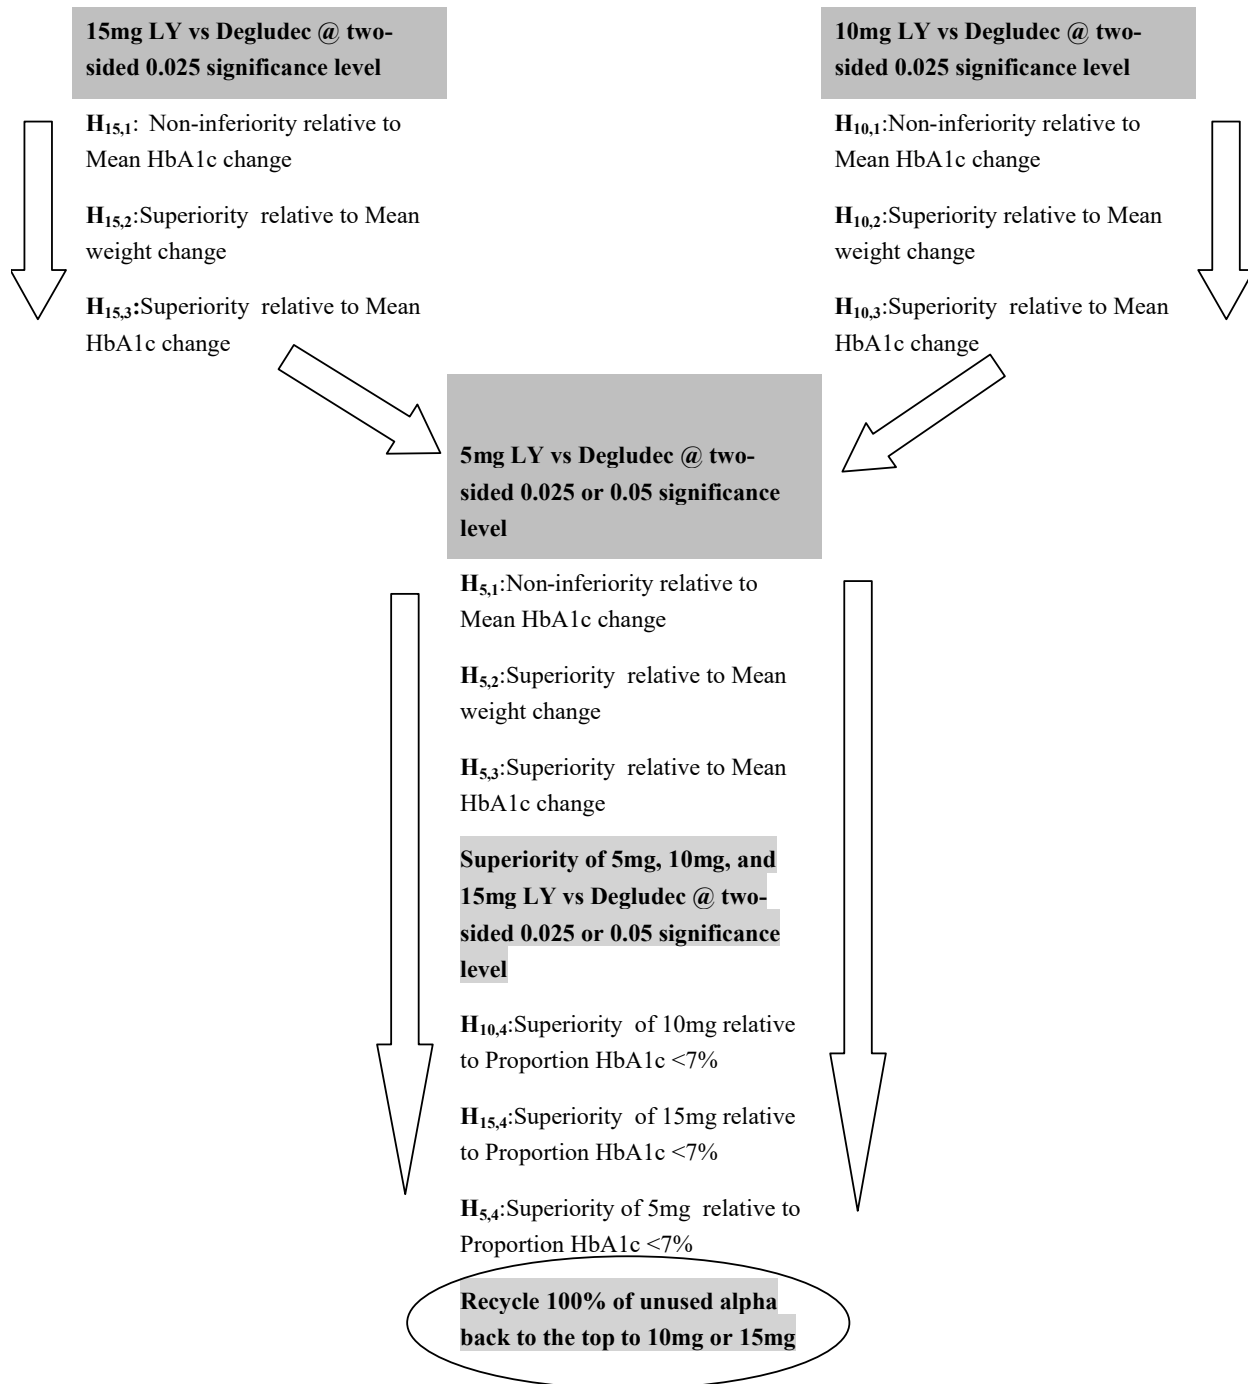 15mg LY vs Degludec @ two-
sided 0.025 significance level
H15,1: Non-inferiority relative to
Mean HbA1c change
H15,2:Superiority relative to Mean
weight change
H15,3:Superiority relative to Mean
HbA1c change
10mg LY vs Degludec @ two-
sided 0.025 significance level
H10,1:Non-inferiority relative to
Mean HbA1c change
H10,2:Superiority relative to Mean
weight change
H10,3:Superiority relative to Mean
HbA1c change
5mg LY vs Degludec @ two-
sided 0.025 or 0.05 significance
level
H5,1:Non-inferiority relative to
Mean HbA1c change
H5,2:Superiority relative to Mean
weight change
H5,3:Superiority relative to Mean
HbA1c change
Superiority of 5mg, 10mg, and
15mg LY vs Degludec @ two-
sided 0.025 or 0.05 significance
level
H10,4:Superiority of 10mg relative
to Proportion HbA1c <7%
H15,4:Superiority of 15mg relative
to Proportion HbA1c <7%
H5,4:Superiority of 5mg relative to
Proportion HbA1c <7%
Recycle 100% of unused alpha
back to the top to 10mg or 15mg